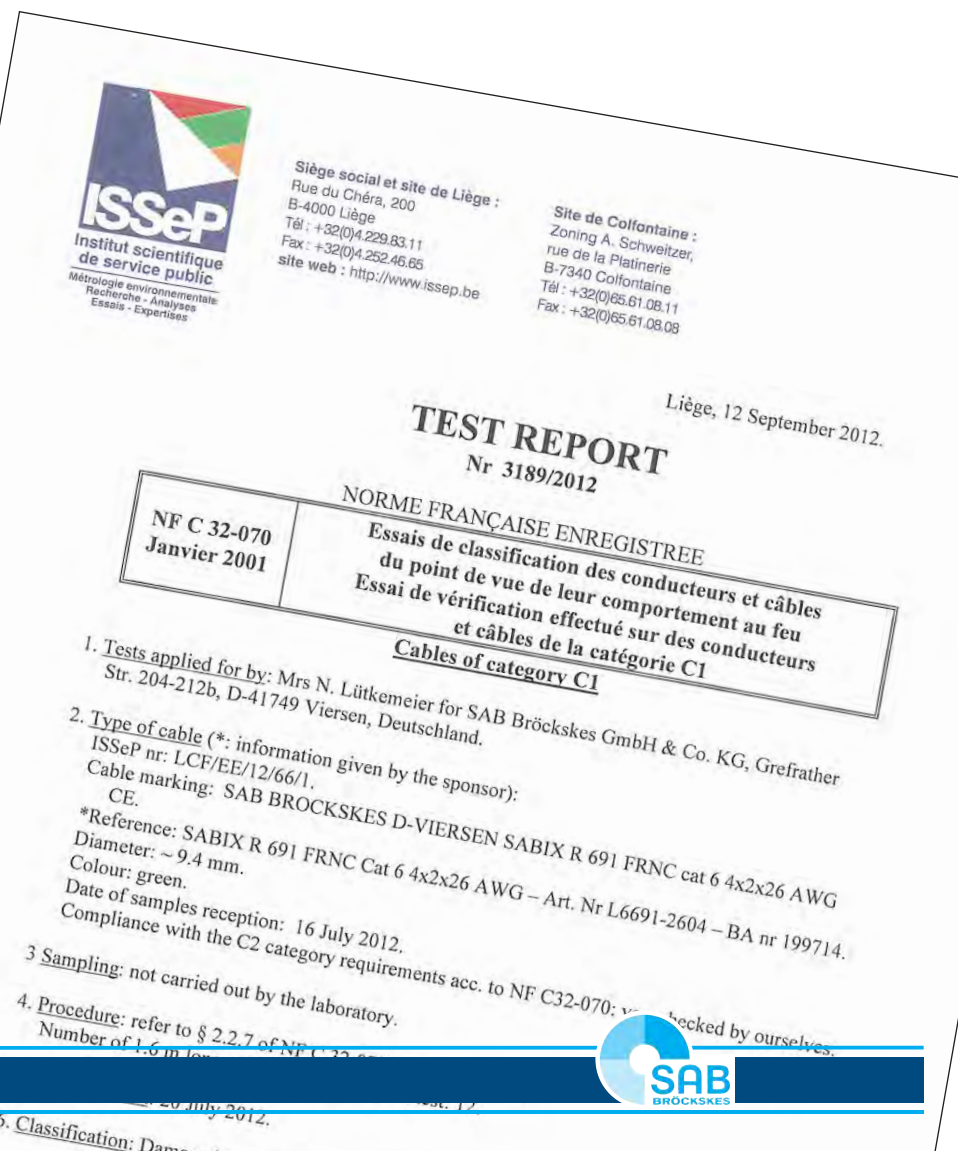 ISSeP
Institut scientifique
de service public
Métrologie environnementale
Recherche - Analyses
Essais - Expertises
Siège social et site de Liège :
Rue du Chéra, 200
B-4000 Liège
Tél : +32(0)4.229.83.11
Fax : +32(0)4.252.46.65
site web : http://www.issep.be
Site de Colfontaine :
Zoning A. Schweitzer,
rue de la Platinerie
B-7340 Colfontaine
Tél : +32(0)65.61.08.11
Fax : +32(0)65.61.08.08
Liège, 12 September 2012.
TEST REPORT
Nr 3189/2012
NORME FRANÇAISE ENREGISTREE
NF C 32-070
Janvier 2001
Essais de classification des conducteurs et câbles
du point de vue de leur comportement au feu
Essai de vérification effectué sur des conducteurs
et câbles de la catégorie C1
Cables of category C1
1. Tests applied for by: Mrs N. Lütkemeier for SAB Bröckskes GmbH & Co. KG, Grefrather
Str. 204-212b, D-41749 Viersen, Deutschland.
2. Type of cable (*: information given by the sponsor):
ISSeP nr: LCF/EE/12/66/1.
Cable marking: SAB BROCKSKES D-VIERSEN SABIX R 691 FRNC cat 6 4x2x26 AWG
CE.
*Reference: SABIX R 691 FRNC Cat 6 4x2x26 AWG – Art. Nr L6691-2604 – BA nr 199714.
Diameter: ~ 9.4 mm.
Colour: green.
Date of samples reception: 16 July 2012.
Compliance with the C2 category requirements acc. to NF C32-070: checked by ourselves.
3 Sampling: not carried out by the laboratory.
4. Procedure: refer to § 2.2.7 of NF C
Number of 1.6 m
July 2012.
Classification:
SAB
BRÖCKSKES